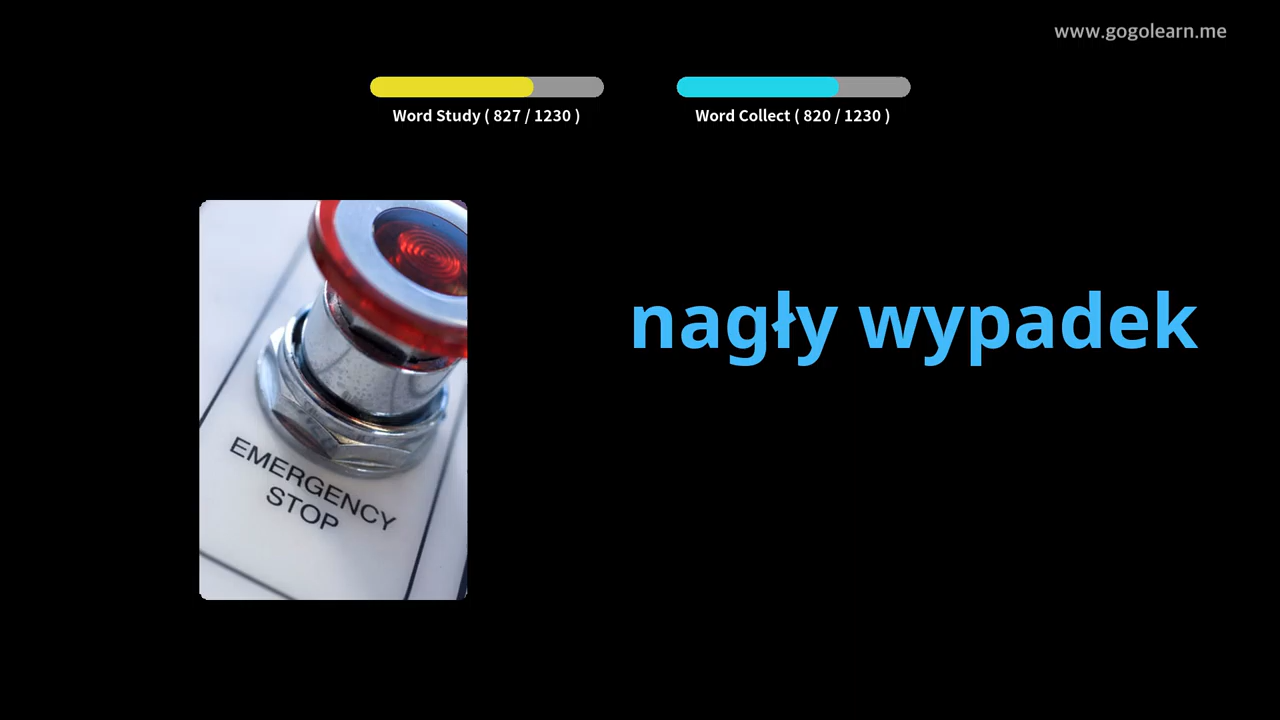 www.gogolearn.me
Word Study ( 827 / 1230 )
Word Collect ( 820 / 1230 )
nagły wypadek
EMERGENCY
STOP